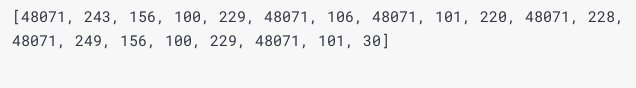 [48071, 243, 156, 100, 229, 48071, 106, 48071, 101, 220, 48071, 228,
48071, 249, 156, 100, 229, 48071, 101, 30]